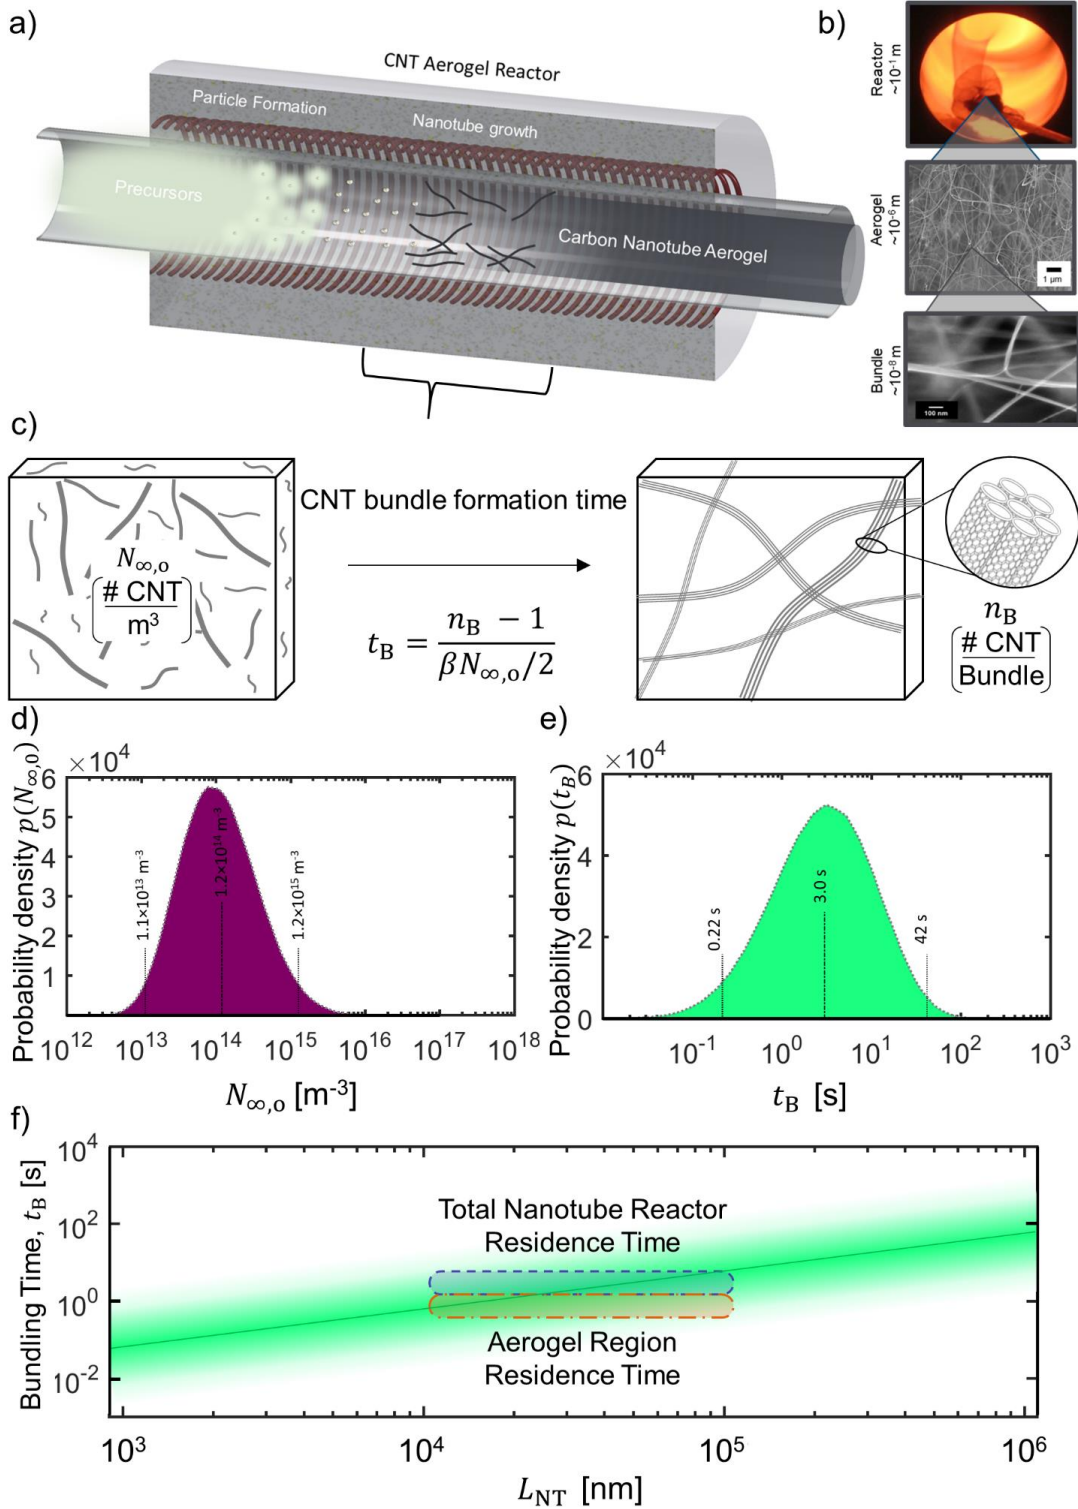 a)
CNT Aerogel Reactor
Particle Formation
Nanotube growth
Precursors
Carbon Nanotube Aerogel
b)
Reactor
~10⁻¹ m
Aerogel
~10⁻⁶ m
1 μm
Bundle
~10⁻⁸ m
100 nm
c)
N∞,o
[# CNT / m³]
CNT bundle formation time
t_B = (n_B − 1) / (βN∞,o/2)
n_B
[# CNT / Bundle]
d)
×10⁴
Probability density p(N∞,o)
6
5
4
3
2
1
1.1×10¹³ m⁻³
1.2×10¹⁴ m⁻³
1.2×10¹⁵ m⁻³
10¹² 10¹³ 10¹⁴ 10¹⁵ 10¹⁶ 10¹⁷ 10¹⁸
N∞,o [m⁻³]
e)
×10⁴
Probability density p(t_B)
6
4
2
0
0.22 s
3.0 s
42 s
10⁻¹ 10⁰ 10¹ 10² 10³
t_B [s]
f)
Bundling Time, t_B [s]
10⁴
10²
10⁰
10⁻²
Total Nanotube Reactor
Residence Time
Aerogel Region
Residence Time
10³ 10⁴ 10⁵ 10⁶
L_NT [nm]